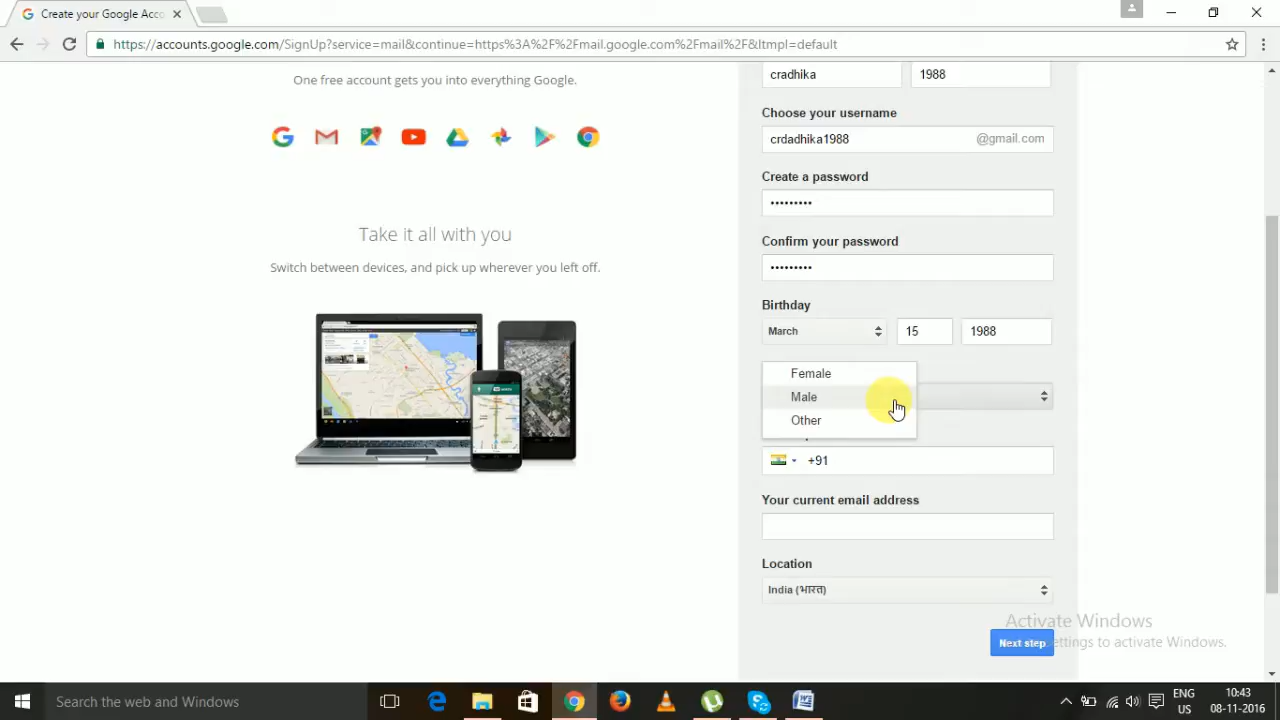 Create your Google Acco
https://accounts.google.com/SignUp?service=mail&continue=https%3A%2F%2Fmail.google.com%2Fmail%2F&ltmpl=default
One free account gets you into everything Google.
Take it all with you
Switch between devices, and pick up wherever you left off.
cradhika 1988
Choose your username
crdadhika1988 @gmail.com
Create a password
•••••••••
Confirm your password
•••••••••
Birthday
March 15 1988
Female
Male
Other
+91
Your current email address
Location
India (भारत)
Activate Windows
ettings to activate Windows.
Next step
Search the web and Windows
ENG
US
10:43
08-11-2016